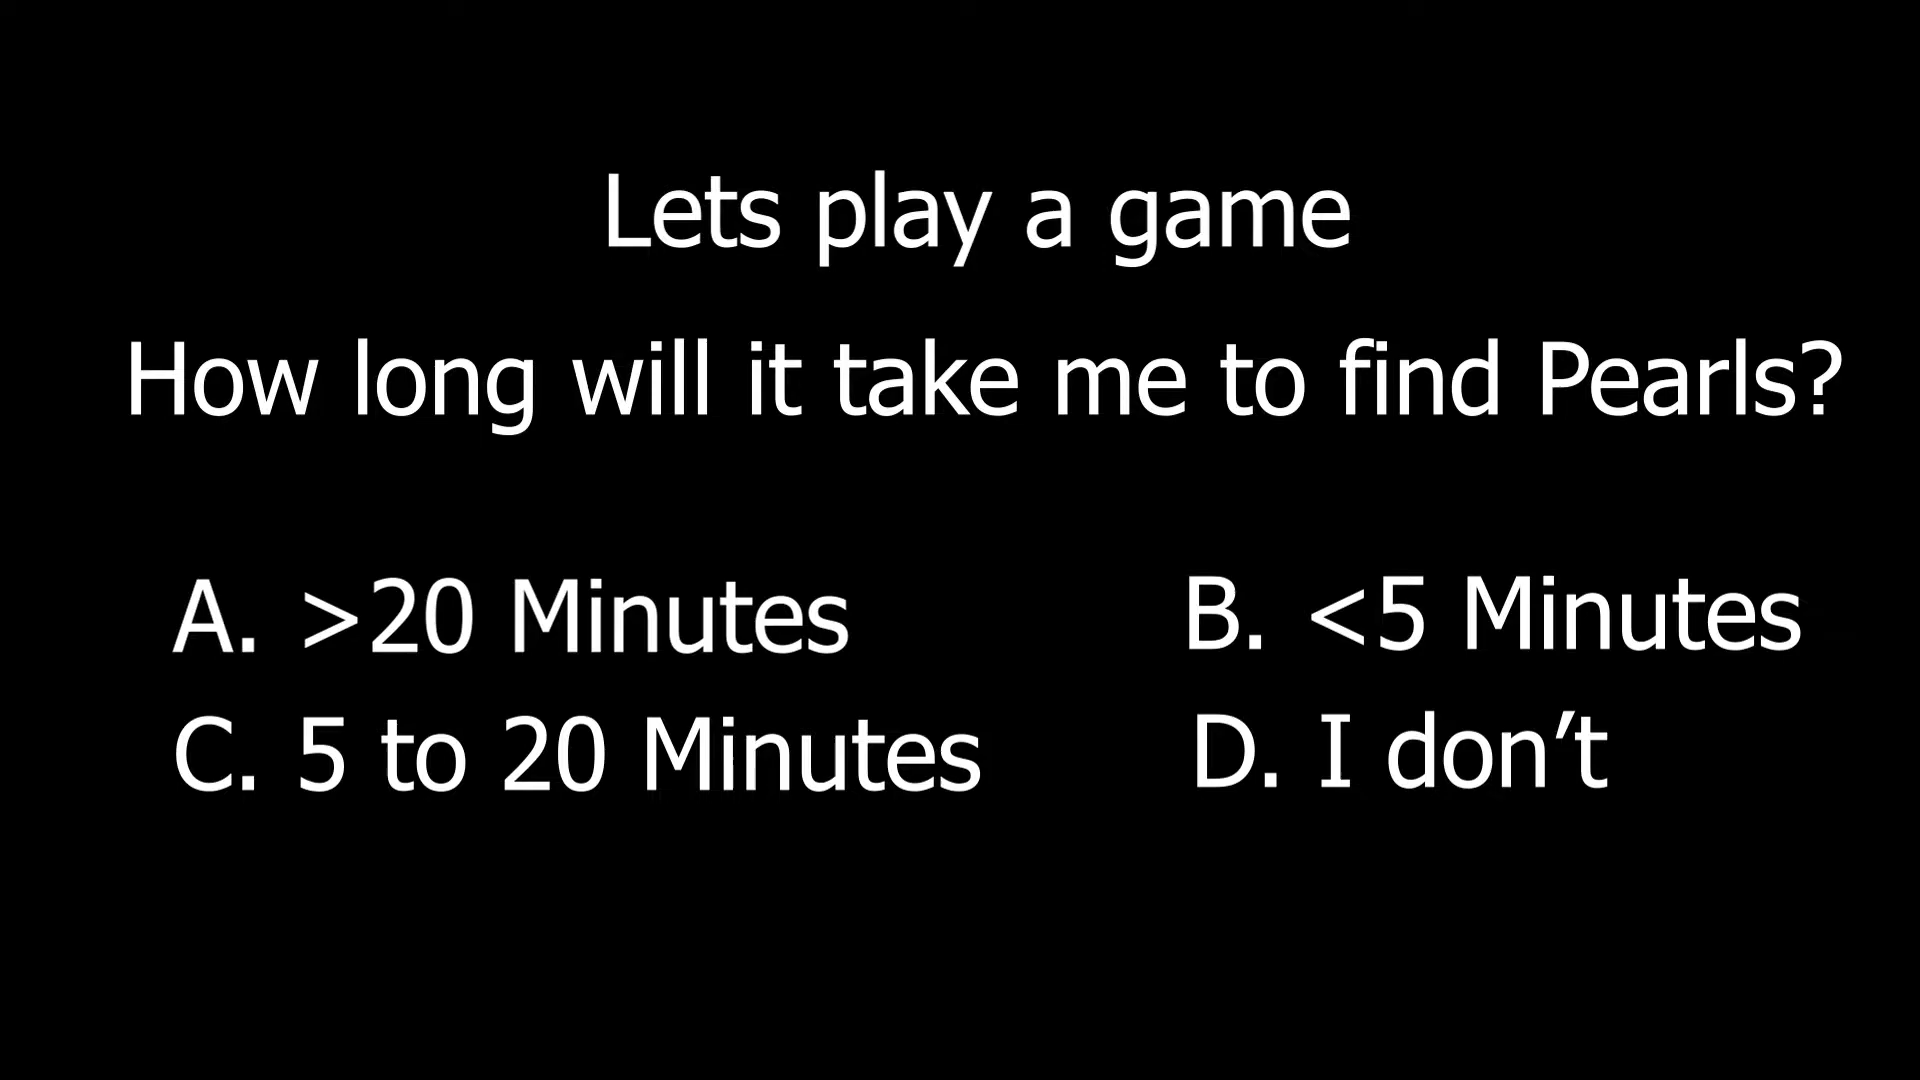 Lets play a game
How long will it take me to find Pearls?
A. >20 Minutes
B. <5 Minutes
C. 5 to 20 Minutes
D. I don’t